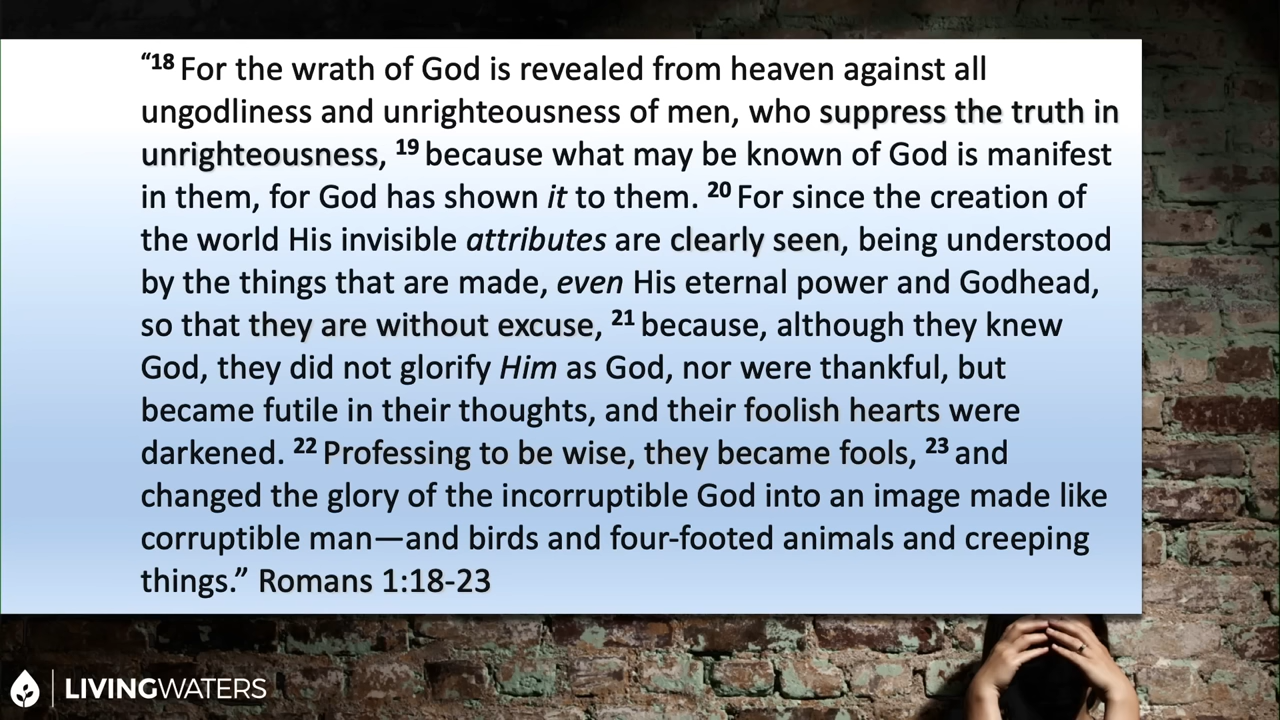 “18 For the wrath of God is revealed from heaven against all
ungodliness and unrighteousness of men, who suppress the truth in
unrighteousness, 19 because what may be known of God is manifest
in them, for God has shown it to them. 20 For since the creation of
the world His invisible attributes are clearly seen, being understood
by the things that are made, even His eternal power and Godhead,
so that they are without excuse, 21 because, although they knew
God, they did not glorify Him as God, nor were thankful, but
became futile in their thoughts, and their foolish hearts were
darkened. 22 Professing to be wise, they became fools, 23 and
changed the glory of the incorruptible God into an image made like
corruptible man—and birds and four-footed animals and creeping
things.” Romans 1:18-23
LIVINGWATERS